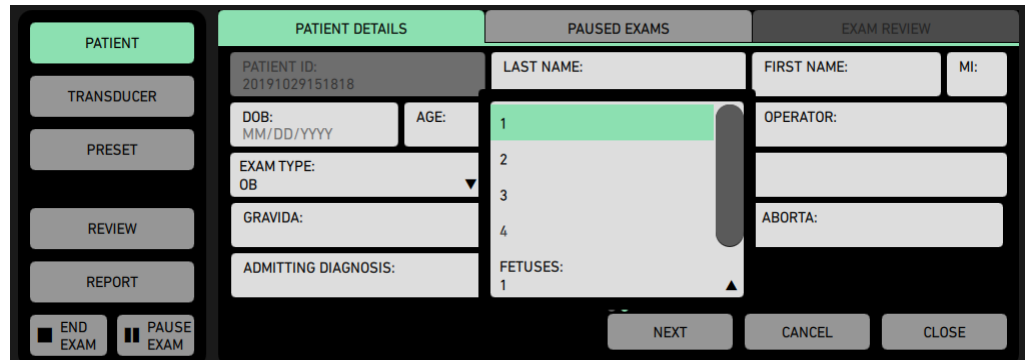 PATIENT
TRANSDUCER
PRESET
REVIEW
REPORT
END
EXAM
PAUSE
EXAM
PATIENT DETAILS
PAUSED EXAMS
EXAM REVIEW
PATIENT ID:
20191029151818
LAST NAME:
FIRST NAME:
MI:
DOB:
MM/DD/YYYY
AGE:
1
2
3
4
OPERATOR:
EXAM TYPE:
OB
GRAVIDA:
ABORTA:
ADMITTING DIAGNOSIS:
FETUSES:
1
NEXT
CANCEL
CLOSE